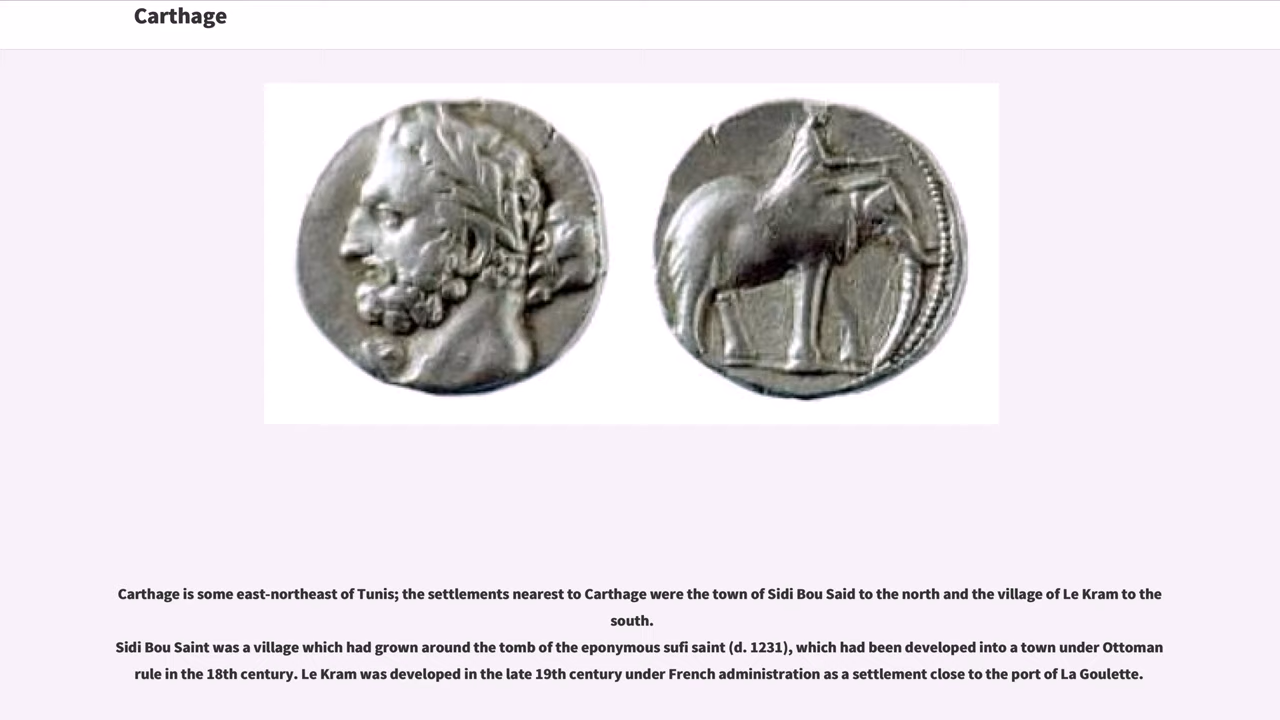 Carthage
Carthage is some east-northeast of Tunis; the settlements nearest to Carthage were the town of Sidi Bou Said to the north and the village of Le Kram to the
south.
Sidi Bou Saint was a village which had grown around the tomb of the eponymous sufi saint (d. 1231), which had been developed into a town under Ottoman
rule in the 18th century. Le Kram was developed in the late 19th century under French administration as a settlement close to the port of La Goulette.